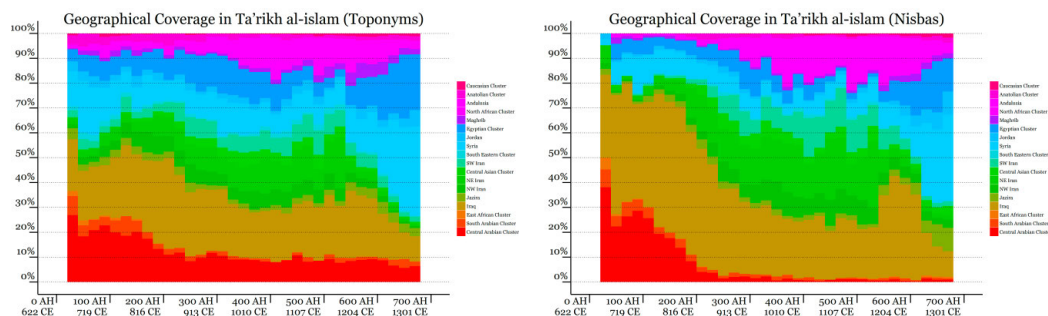 Geographical Coverage in Ta'rikh al-islam (Toponyms)
100%
90%
80%
70%
60%
50%
40%
30%
20%
10%
0%
0 AH 100 AH 200 AH 300 AH 400 AH 500 AH 600 AH 700 AH
622 CE 719 CE 816 CE 913 CE 1010 CE 1107 CE 1204 CE 1301 CE
Caucasian Cluster
Anatolian Cluster
Andalusia
North African Cluster
Maghrib
Egyptian Cluster
Jordan
Syria
South Eastern Cluster
SW Iran
Central Asian Cluster
NE Iran
NW Iran
Jazira
Iraq
East African Cluster
South Arabian Cluster
Central Arabian Cluster
Geographical Coverage in Ta'rikh al-islam (Nisbas)
100%
90%
80%
70%
60%
50%
40%
30%
20%
10%
0%
0 AH 100 AH 200 AH 300 AH 400 AH 500 AH 600 AH 700 AH
622 CE 719 CE 816 CE 913 CE 1010 CE 1107 CE 1204 CE 1301 CE
Caucasian Cluster
Anatolian Cluster
Andalusia
North African Cluster
Maghrib
Egyptian Cluster
Jordan
Syria
South Eastern Cluster
SW Iran
Central Asian Cluster
NE Iran
NW Iran
Jazira
Iraq
East African Cluster
South Arabian Cluster
Central Arabian Cluster